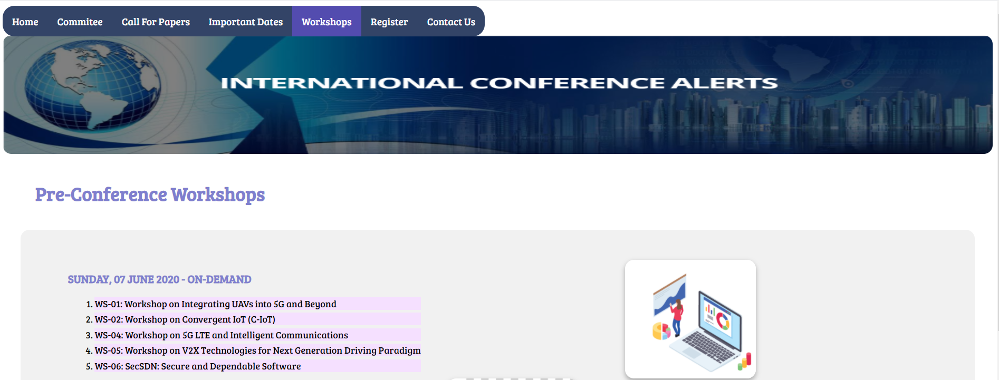 Home Commitee Call For Papers Important Dates Workshops Register Contact Us
INTERNATIONAL CONFERENCE ALERTS
Pre-Conference Workshops
SUNDAY, 07 JUNE 2020 - ON-DEMAND
1. WS-01: Workshop on Integrating UAVs into 5G and Beyond
2. WS-02: Workshop on Convergent IoT (C-IoT)
3. WS-04: Workshop on 5G LTE and Intelligent Communications
4. WS-05: Workshop on V2X Technologies for Next Generation Driving Paradigm
5. WS-06: SecSDN: Secure and Dependable Software